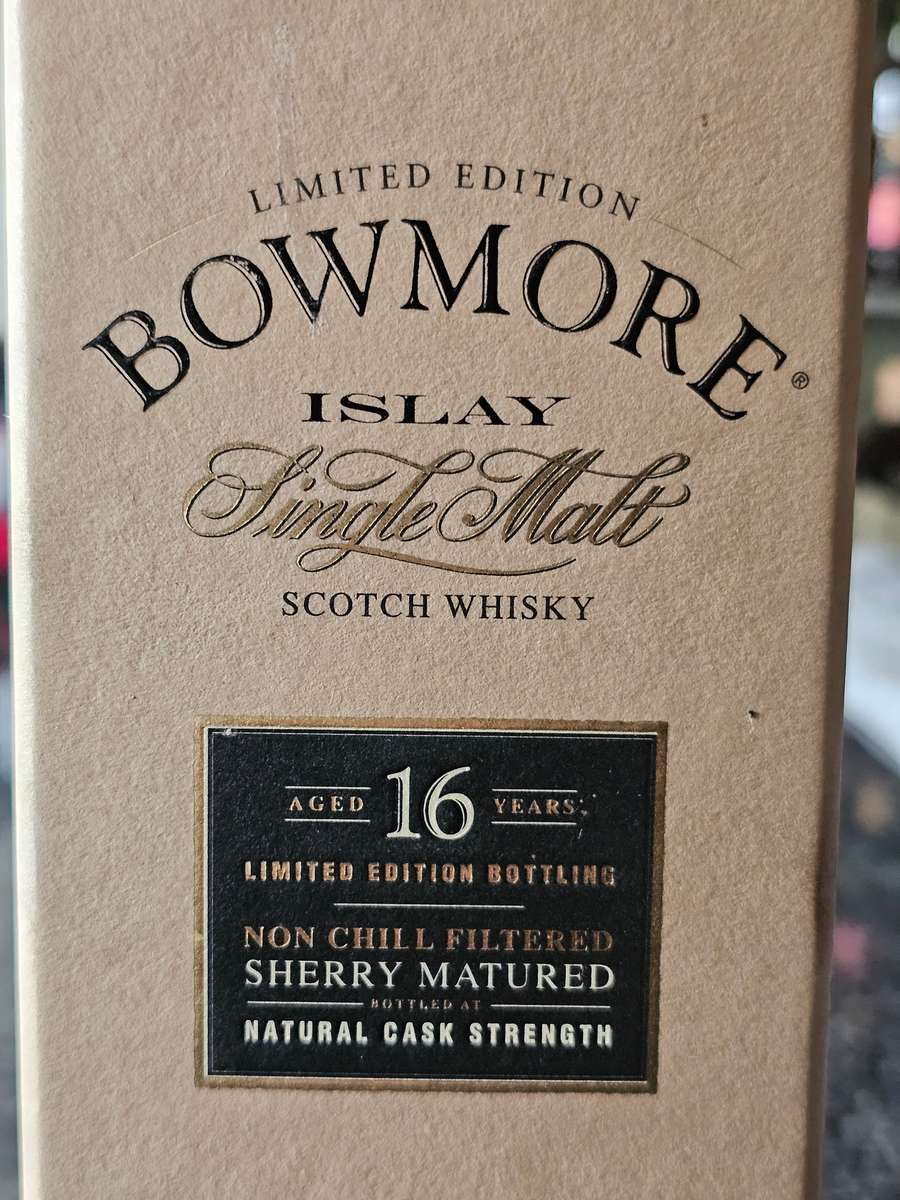 LIMITED EDITION
BOWMORE®
ISLAY
Single Malt
SCOTCH WHISKY
AGED 16 YEARS
LIMITED EDITION BOTTLING
NON CHILL FILTERED
SHERRY MATURED
BOTTLED AT
NATURAL CASK STRENGTH